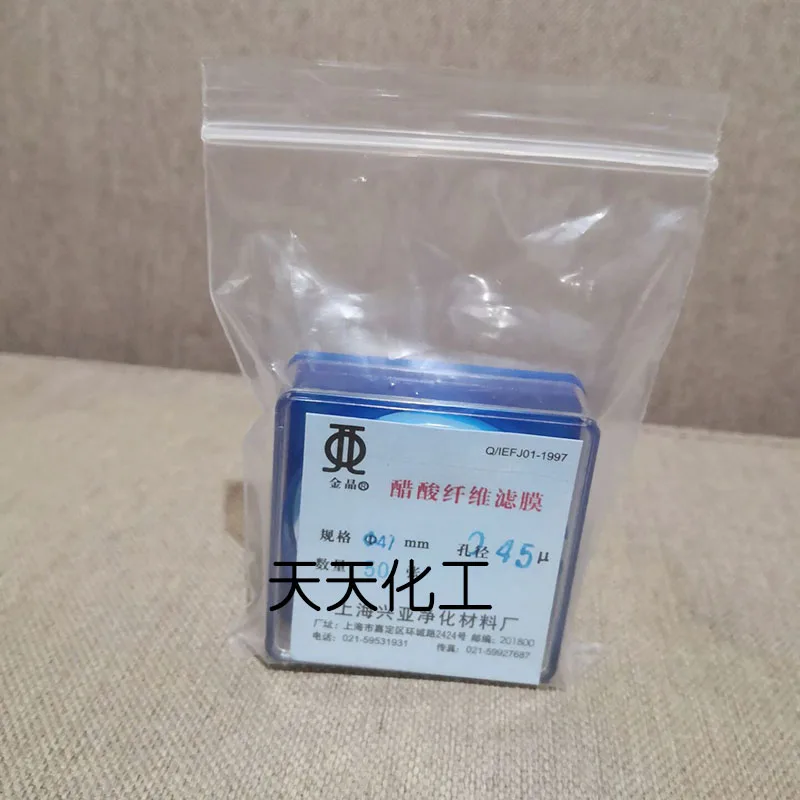 Q/IEFJ01-1997
金晶®
醋酸纤维滤膜
规格 Φ47 mm 孔径 0.45 μ
数量 50 张
天天化工
上海兴亚净化材料厂
厂址：上海市嘉定区环城路2424号 邮编：201800
电话：021-59531931 传真：021-59927687